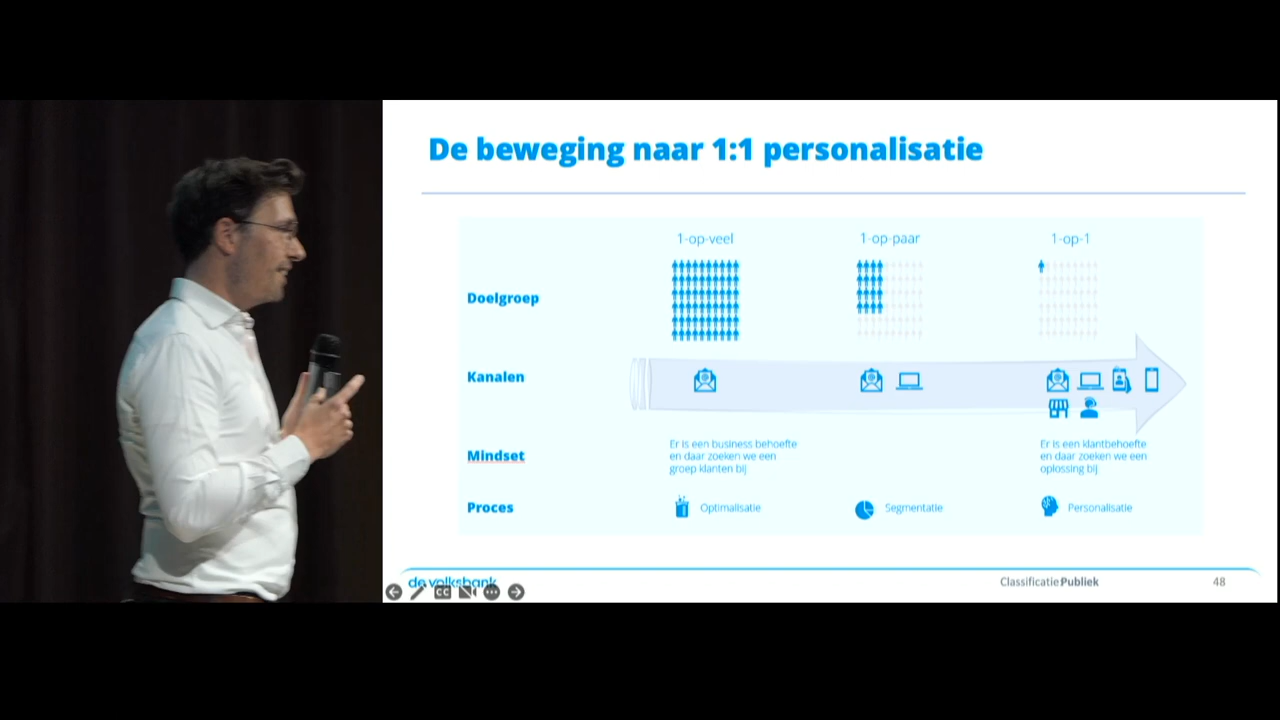 De beweging naar 1:1 personalisatie
1-op-veel
1-op-paar
1-op-1
Doelgroep
Kanalen
Mindset
Er is een business behoefte
en daar zoeken we een
groep klanten bij
Er is een klantbehoefte
en daar zoeken we een
oplossing bij
Proces
Optimalisatie
Segmentatie
Personalisatie
de volksbank
Classificatie: Publiek
48
CC